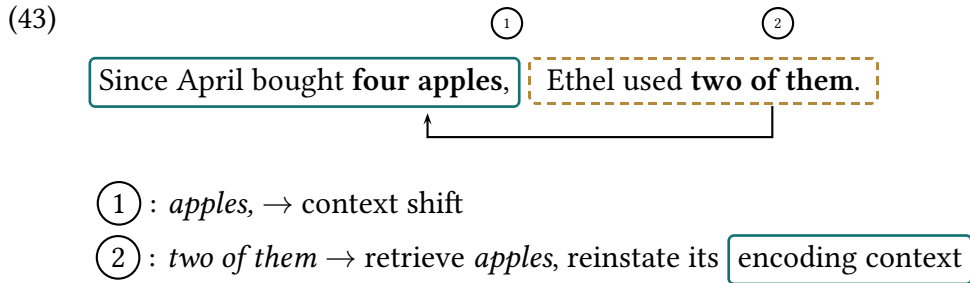 (43)
1 2
Since April bought four apples, Ethel used two of them.
1 : apples, → context shift
2 : two of them → retrieve apples, reinstate its encoding context